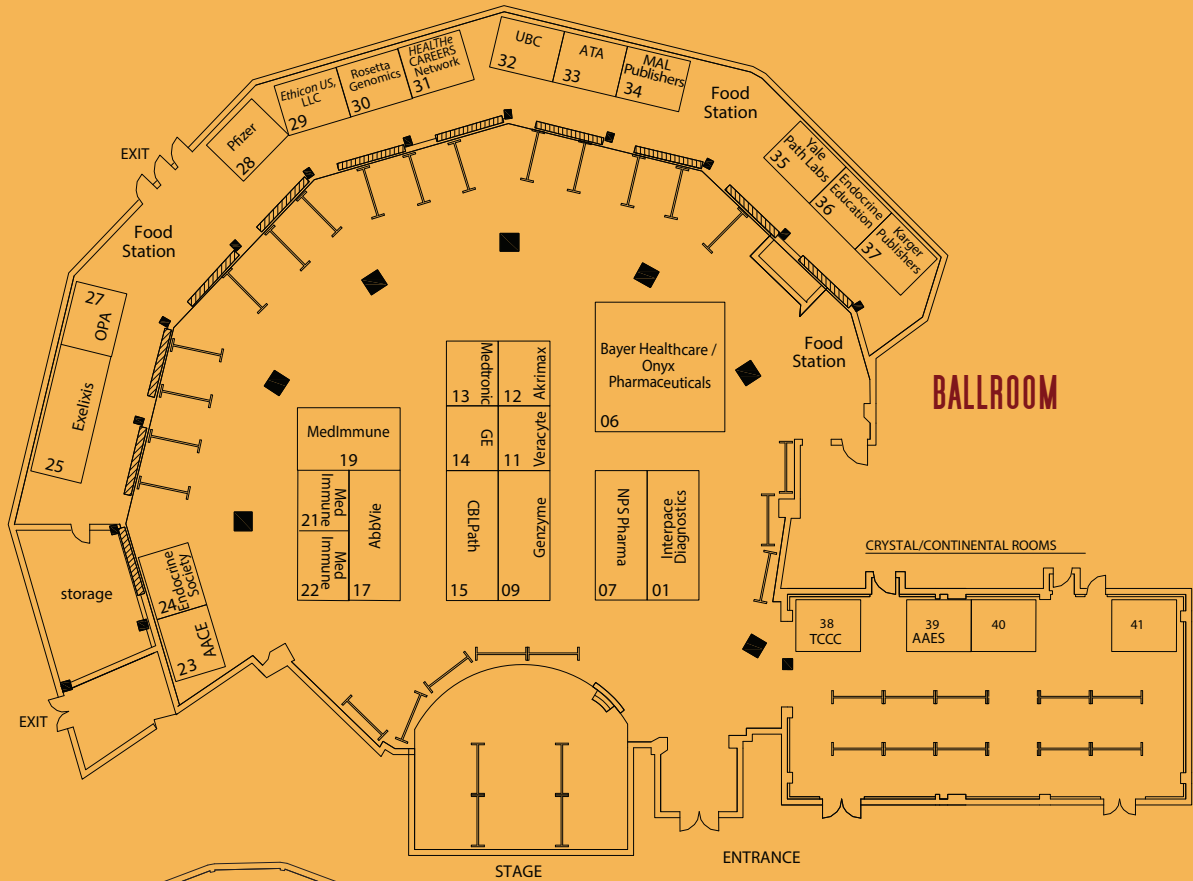 UBC
32
ATA
33
MAL
Publishers
34
HEALTHe
CAREERS
Network
31
Rosetta
Genomics
30
Ethicon US,
LLC
29
Pfizer
28
EXIT
Food
Station
Food
Station
Yale
Path Labs
35
Endocrine
Education
36
Karger
Publishers
37
27
OPA
Exelixis
25
Food
Station
BALLROOM
Bayer Healthcare /
Onyx
Pharmaceuticals
06
Medtronic
13
12
Akrimax
GE
14
11
Veracyte
CBLPath
15
09
Genzyme
MedImmune
19
Med
Immune
21
Med
Immune
22
AbbVie
17
NPS Pharma
07
Interpace
Diagnostics
01
storage
Endocrine
Society
24
AACE
23
EXIT
CRYSTAL/CONTINENTAL ROOMS
38
TCCC
39
AAES
40
41
STAGE
ENTRANCE